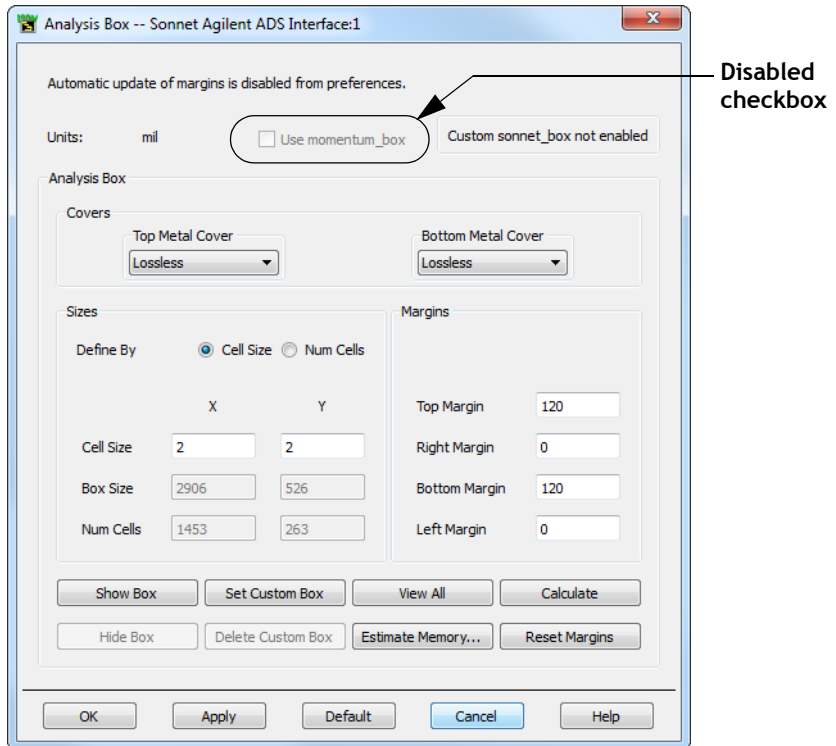 Analysis Box -- Sonnet Agilent ADS Interface:1
Automatic update of margins is disabled from preferences.
Disabled
checkbox
Units: mil Use momentum_box Custom sonnet_box not enabled
Analysis Box
Covers
Top Metal Cover Bottom Metal Cover
Lossless Lossless
Sizes Margins
Define By Cell Size Num Cells
X Y Top Margin 120
Cell Size 2 2 Right Margin 0
Box Size 2906 526 Bottom Margin 120
Num Cells 1453 263 Left Margin 0
Show Box Set Custom Box View All Calculate
Hide Box Delete Custom Box Estimate Memory... Reset Margins
OK Apply Default Cancel Help